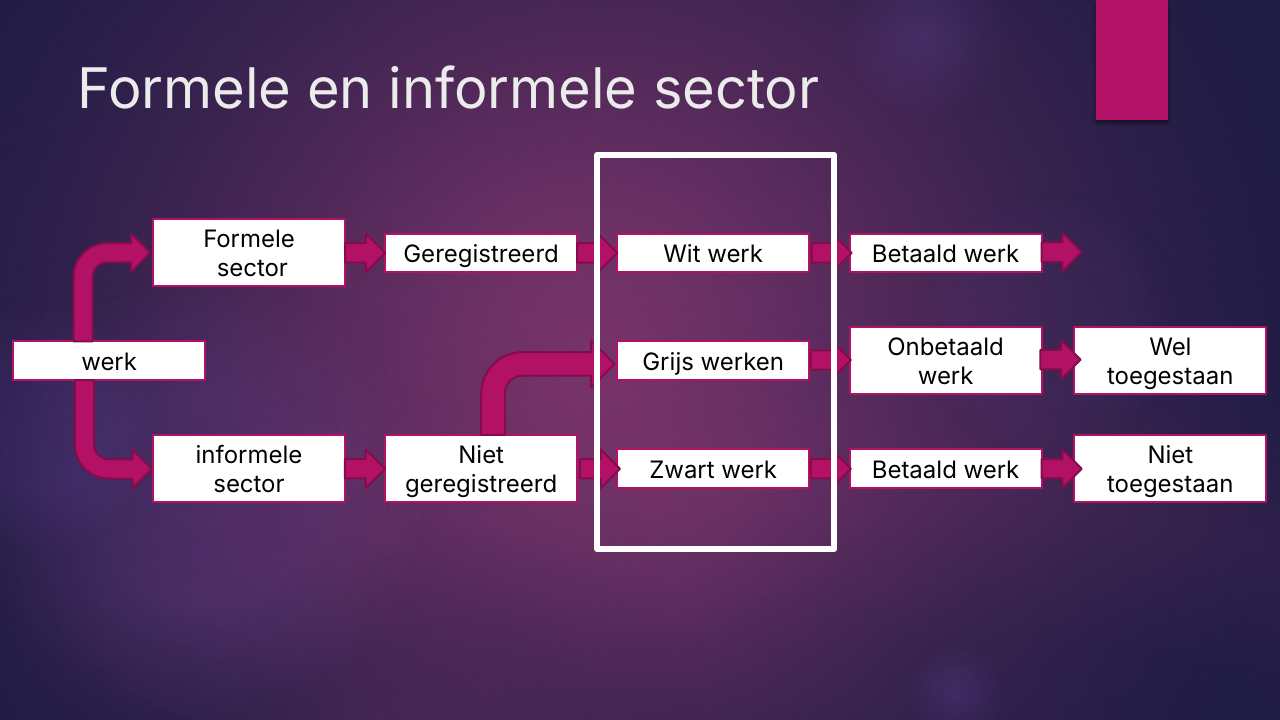 Formele en informele sector
Formele
sector
Geregistreerd
Wit werk
Betaald werk
werk
Grijs werken
Onbetaald
werk
Wel
toegestaan
informele
sector
Niet
geregistreerd
Zwart werk
Betaald werk
Niet
toegestaan